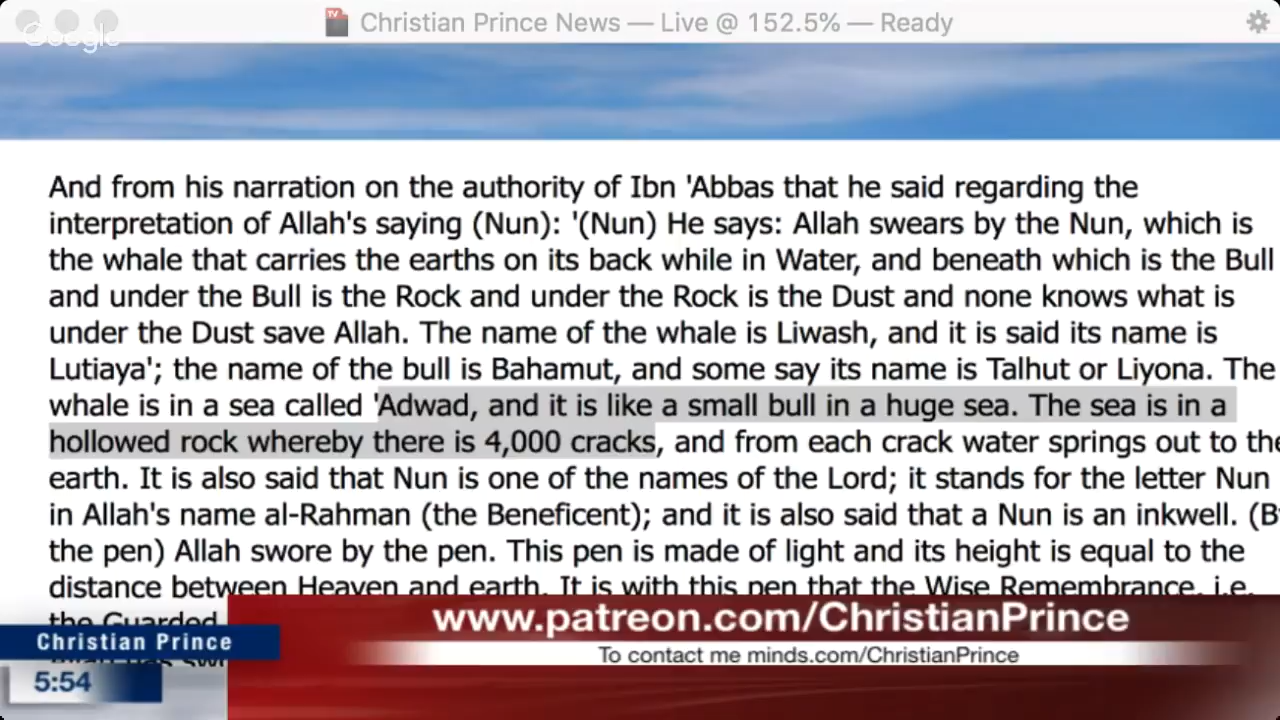 Christian Prince News — Live @ 152.5% — Ready
Google
And from his narration on the authority of Ibn 'Abbas that he said regarding the
interpretation of Allah's saying (Nun): '(Nun) He says: Allah swears by the Nun, which is
the whale that carries the earths on its back while in Water, and beneath which is the Bull
and under the Bull is the Rock and under the Rock is the Dust and none knows what is
under the Dust save Allah. The name of the whale is Liwash, and it is said its name is
Lutiaya'; the name of the bull is Bahamut, and some say its name is Talhut or Liyona. The
whale is in a sea called 'Adwad, and it is like a small bull in a huge sea. The sea is in a
hollowed rock whereby there is 4,000 cracks, and from each crack water springs out to the
earth. It is also said that Nun is one of the names of the Lord; it stands for the letter Nun
in Allah's name al-Rahman (the Beneficent); and it is also said that a Nun is an inkwell. (By
the pen) Allah swore by the pen. This pen is made of light and its height is equal to the
distance between Heaven and earth. It is with this pen that the Wise Remembrance, i.e.
the Guarded
www.patreon.com/ChristianPrince
Christian Prince
To contact me minds.com/ChristianPrince
5:54